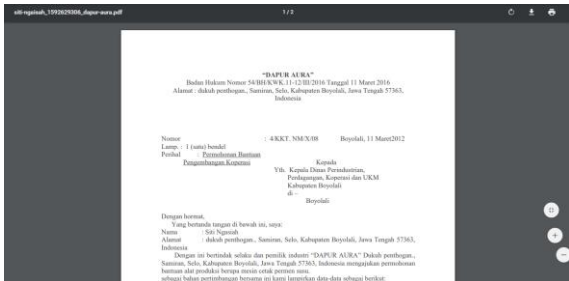 siti-ngaisah_1592629306_dapur-aura.pdf
1 / 2
“DAPUR AURA”
Badan Hukum Nomor 54/BH/KWK.11-12/III/2016 Tanggal 11 Maret 2016
Alamat : dukuh penthogan., Samiran, Selo, Kabupaten Boyolali, Jawa Tengah 57363,
Indonesia
Nomor : 4/KKT. NM/X/08 Boyolali, 11 Maret2012
Lamp. : 1 (satu) bendel
Perihal : Permohonan Bantuan
Pengembangan Koperasi Kepada
Yth. Kepala Dinas Perindustrian,
Perdagangan, Koperasi dan UKM
Kabupaten Boyolali
di –
Boyolali
Dengan hormat,
Yang bertanda tangan di bawah ini, saya:
Nama : Siti Ngaisah
Alamat : dukuh penthogan., Samiran, Selo, Kabupaten Boyolali, Jawa Tengah 57363,
Indonesia
Dengan ini bertindak selaku dan pemilik industri “DAPUR AURA” Dukuh penthogan.,
Samiran, Selo, Kabupaten Boyolali, Jawa Tengah 57363, Indonesia mengajukan permohonan
bantuan alat produksi berupa mesin cetak permen susu.
sebagai bahan pertimbangan bersama ini kami lampirkan data-data sebagai berikut: